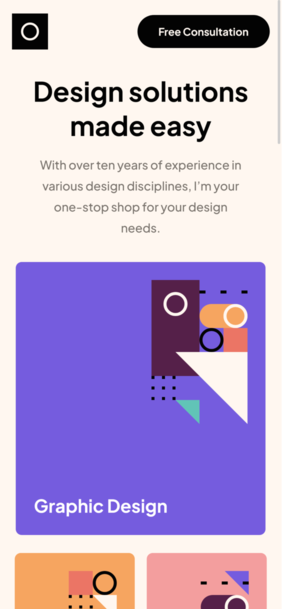 Free Consultation
Design solutions
made easy
With over ten years of experience in
various design disciplines, I'm your
one-stop shop for your design
needs.
Graphic Design